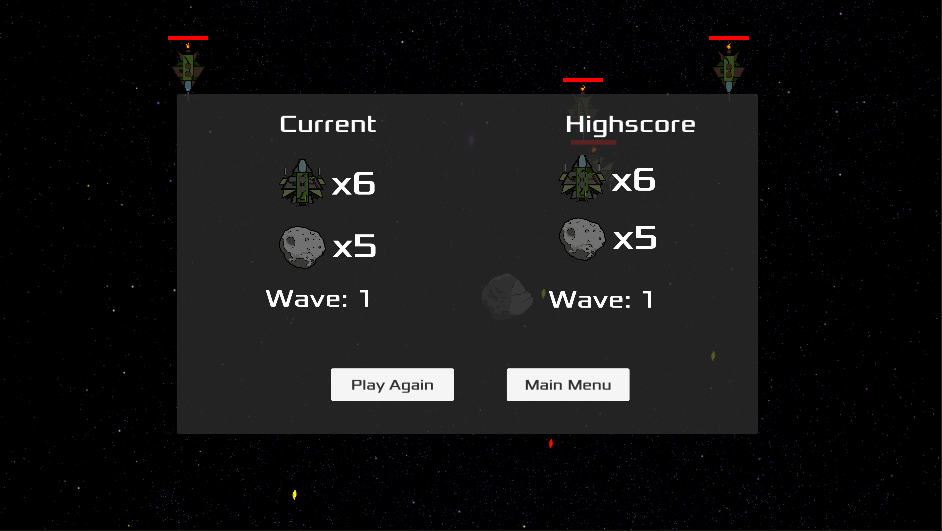 Current
x6
x5
Wave: 1
Highscore
x6
x5
Wave: 1
Play Again
Main Menu